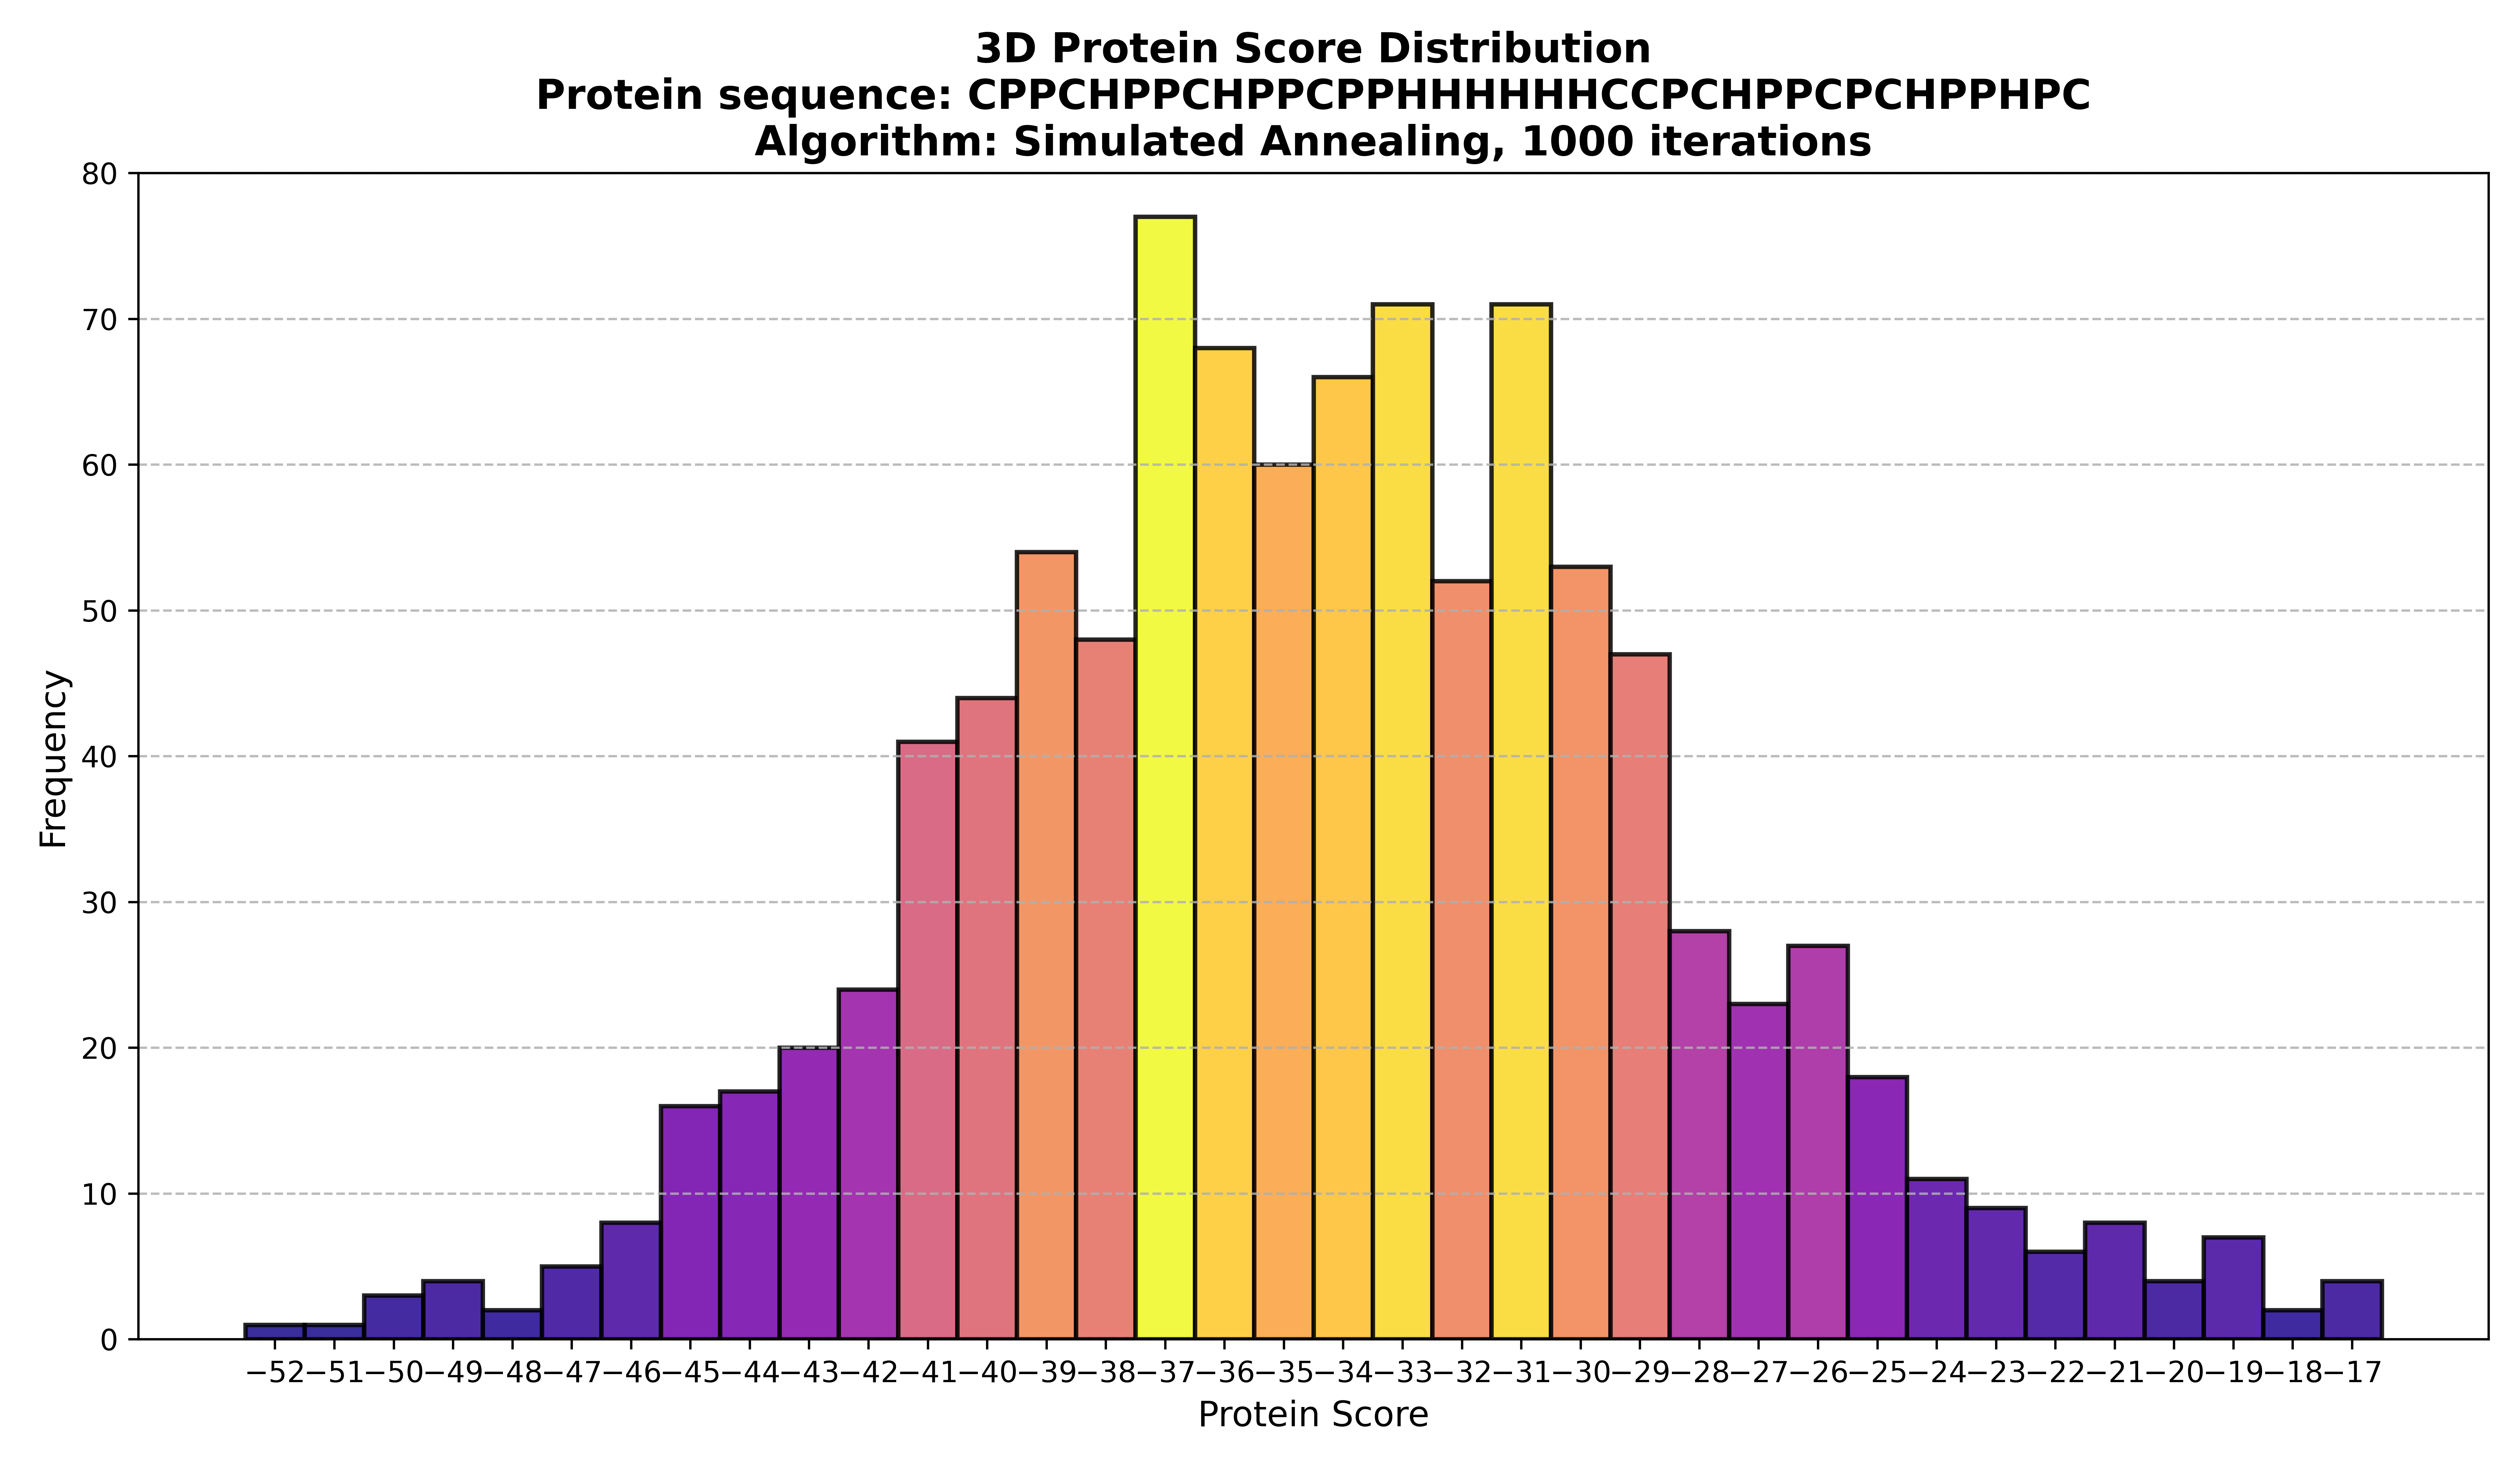 3D Protein Score Distribution
Protein sequence: CPPCHPPCHPPCPPHHHHHHCCPCHPPCPCHPPHPC
Algorithm: Simulated Annealing, 1000 iterations
80
70
60
50
40
30
20
10
0
Frequency
−52 −51 −50 −49 −48 −47 −46 −45 −44 −43 −42 −41 −40 −39 −38 −37 −36 −35 −34 −33 −32 −31 −30 −29 −28 −27 −26 −25 −24 −23 −22 −21 −20 −19 −18 −17
Protein Score